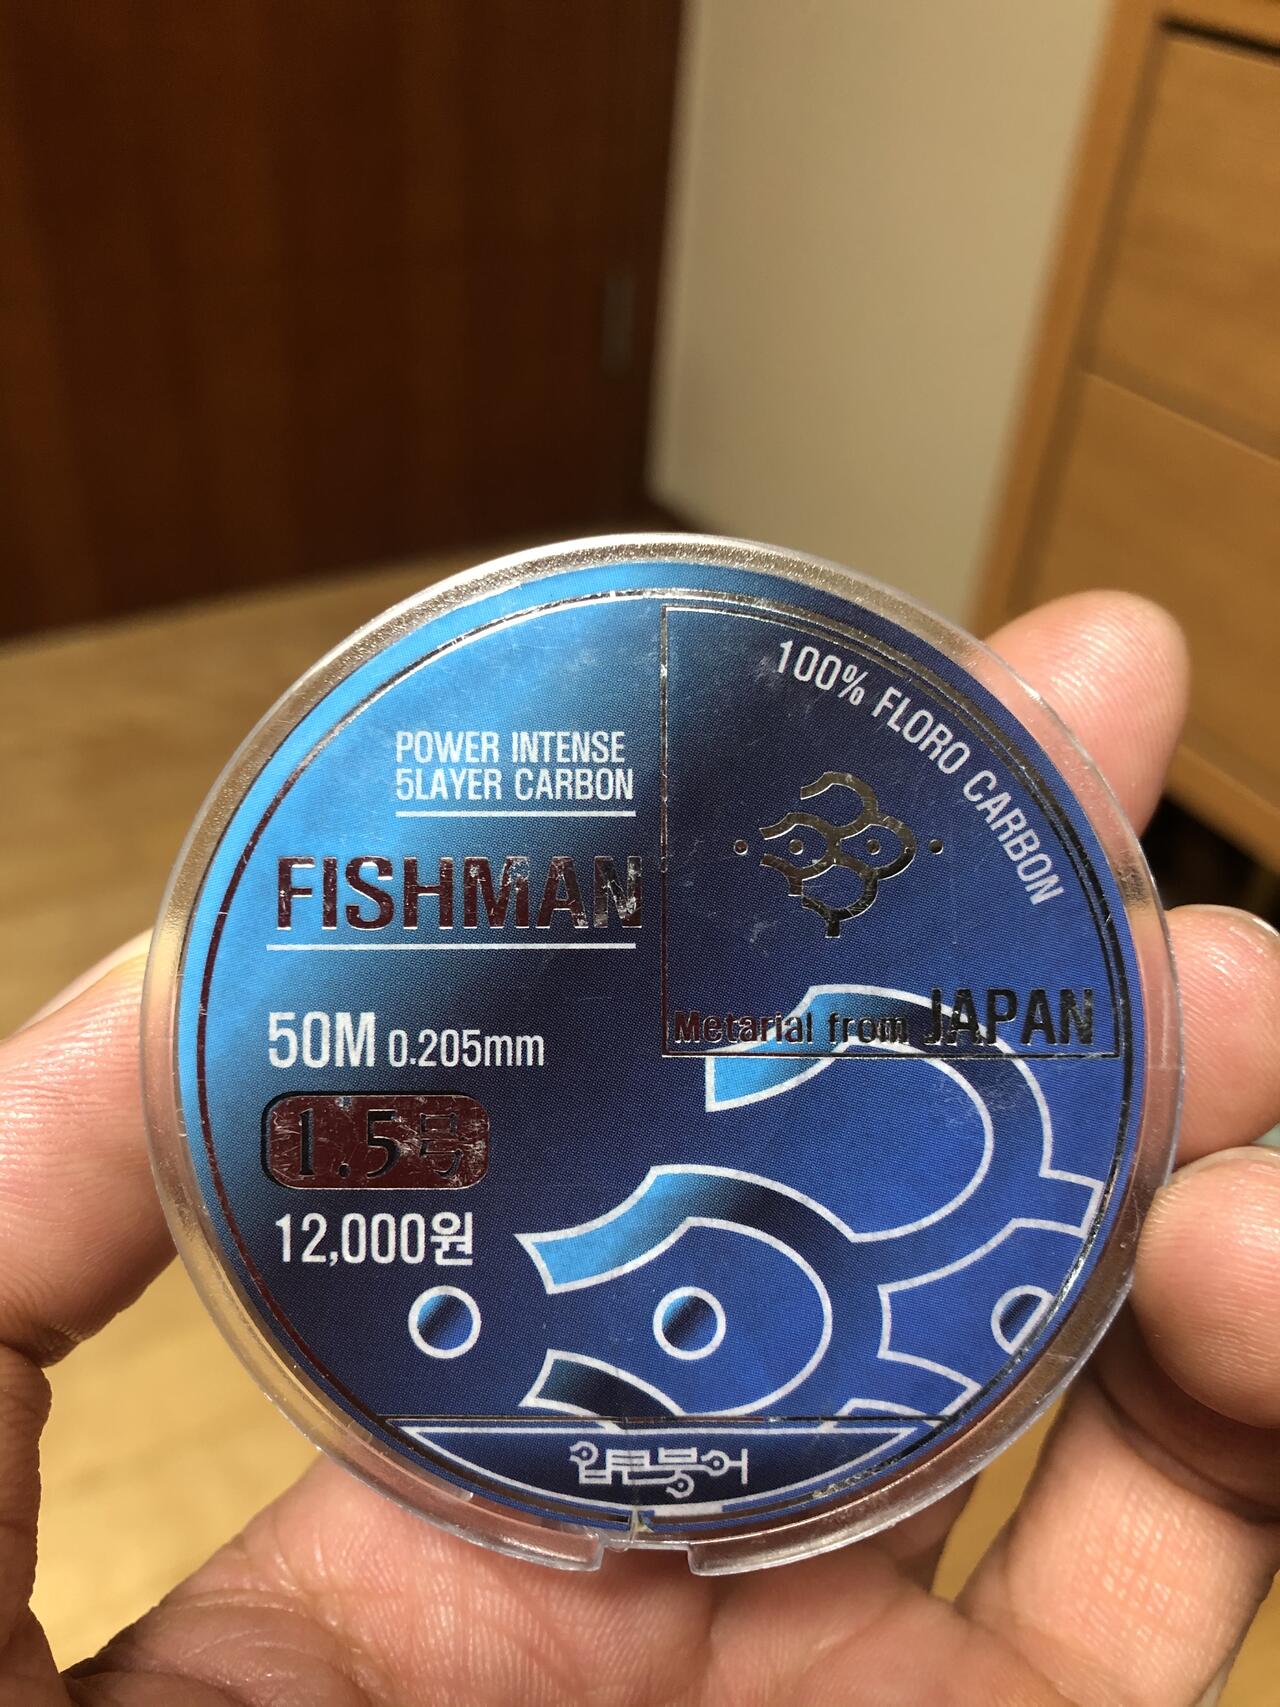 100% FLORO CARBON
POWER INTENSE
5LAYER CARBON
FISHMAN
Metarial from JAPAN
50M 0.205mm
1.5号
12,000원
입큰붕어